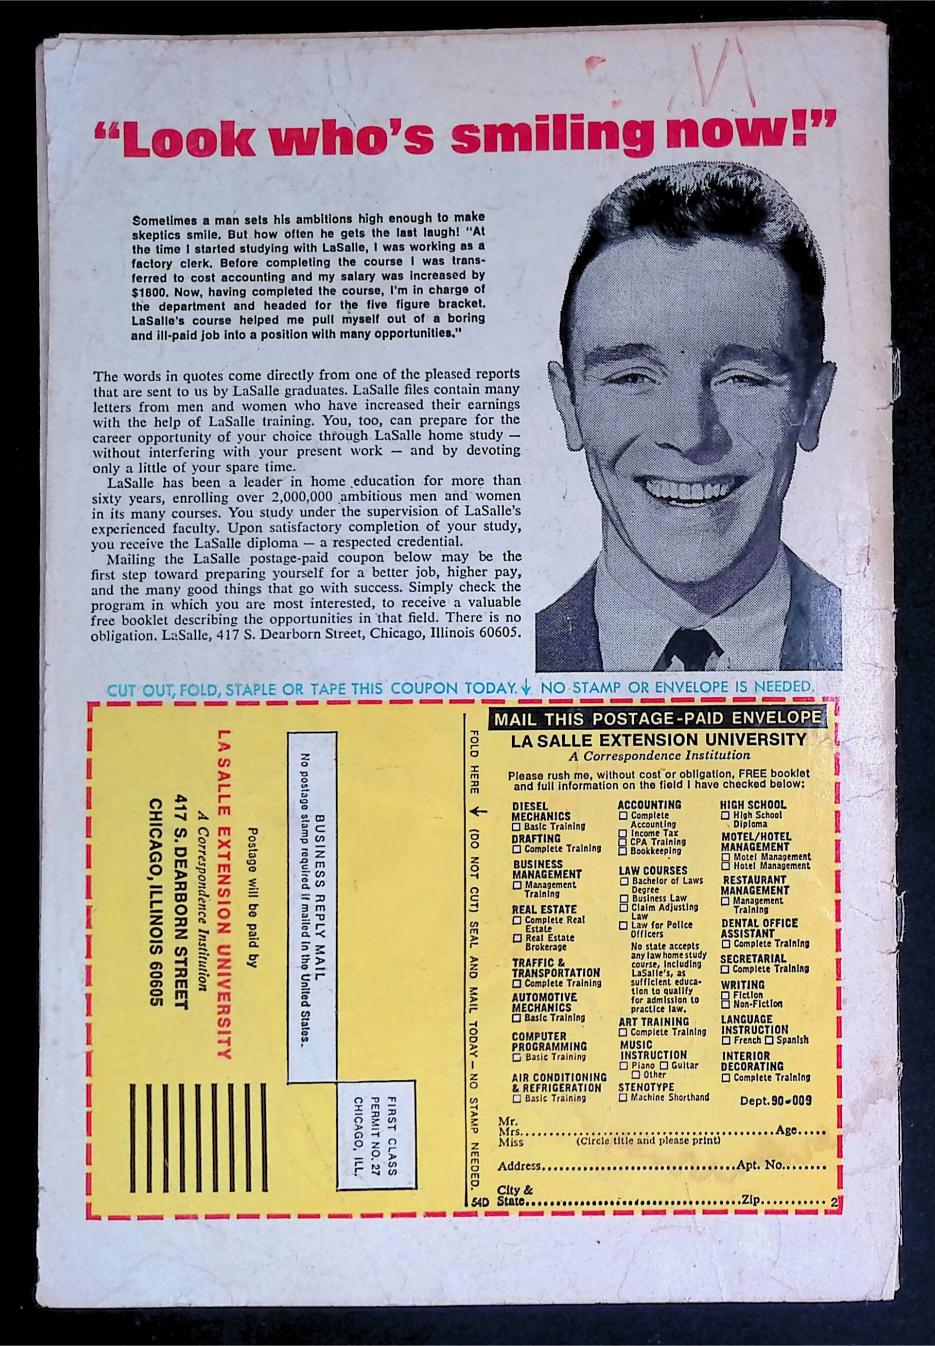 “Look who’s smiling now!”
Sometimes a man sets his ambitions high enough to make
skeptics smile. But how often he gets the last laugh! “At
the time I started studying with LaSalle, I was working as a
factory clerk. Before completing the course I was trans-
ferred to cost accounting and my salary was increased by
$1800. Now, having completed the course, I'm in charge of
the department and headed for the five figure bracket.
LaSalle's course helped me pull myself out of a boring
and ill-paid job into a position with many opportunities.”
The words in quotes come directly from one of the pleased reports
that are sent to us by LaSalle graduates. LaSalle files contain many
letters from men and women who have increased their earnings
with the help of LaSalle training. You, too, can prepare for the
career opportunity of your choice through LaSalle home study —
without interfering with your present work — and by devoting
only a little of your spare time.
LaSalle has been a leader in home education for more than
sixty years, enrolling over 2,000,000 ambitious men and women
in its many courses. You study under the supervision of LaSalle's
experienced faculty. Upon satisfactory completion of your study,
you receive the LaSalle diploma — a respected credential.
Mailing the LaSalle postage-paid coupon below may be the
first step toward preparing yourself for a better job, higher pay,
and the many good things that go with success. Simply check the
program in which you are most interested, to receive a valuable
free booklet describing the opportunities in that field. There is no
obligation. LaSalle, 417 S. Dearborn Street, Chicago, Illinois 60605.
CUT OUT, FOLD, STAPLE OR TAPE THIS COUPON TODAY. ↓ NO STAMP OR ENVELOPE IS NEEDED.
FIRST CLASS
PERMIT NO. 27
CHICAGO, ILL.
BUSINESS REPLY MAIL
No postage stamp required if mailed in the United States.
Postage will be paid by
LA SALLE EXTENSION UNIVERSITY
A Correspondence Institution
417 S. DEARBORN STREET
CHICAGO, ILLINOIS 60605
FOLD HERE ↓ (DO NOT CUT) SEAL AND MAIL TODAY — NO STAMP NEEDED.
54D
MAIL THIS POSTAGE-PAID ENVELOPE
LA SALLE EXTENSION UNIVERSITY
A Correspondence Institution
Please rush me, without cost or obligation, FREE booklet
and full information on the field I have checked below:
DIESEL
MECHANICS
☐ Basic Training
DRAFTING
☐ Complete Training
BUSINESS
MANAGEMENT
☐ Management
Training
REAL ESTATE
☐ Complete Real
Estate
☐ Real Estate
Brokerage
TRAFFIC &
TRANSPORTATION
☐ Complete Training
AUTOMOTIVE
MECHANICS
☐ Basic Training
COMPUTER
PROGRAMMING
☐ Basic Training
AIR CONDITIONING
& REFRIGERATION
☐ Basic Training
ACCOUNTING
☐ Complete
Accounting
☐ Income Tax
☐ CPA Training
☐ Bookkeeping
LAW COURSES
☐ Bachelor of Laws
Degree
☐ Business Law
☐ Claim Adjusting
Law
☐ Law for Police
Officers
No state accepts
any law home study
course, including
LaSalle's, as
sufficient educa-
tion to qualify
for admission to
practice law.
ART TRAINING
☐ Complete Training
MUSIC
INSTRUCTION
☐ Piano ☐ Guitar
☐ Other
STENOTYPE
☐ Machine Shorthand
HIGH SCHOOL
☐ High School
Diploma
MOTEL/HOTEL
MANAGEMENT
☐ Motel Management
☐ Hotel Management
RESTAURANT
MANAGEMENT
☐ Management
Training
DENTAL OFFICE
ASSISTANT
☐ Complete Training
SECRETARIAL
☐ Complete Training
WRITING
☐ Fiction
☐ Non-Fiction
LANGUAGE
INSTRUCTION
☐ French ☐ Spanish
INTERIOR
DECORATING
☐ Complete Training
Dept. 90-009
Mr.
Mrs.
Miss ........ Age.....
(Circle title and please print)
Address........ Apt. No.......
City &
State........ Zip.......... 2